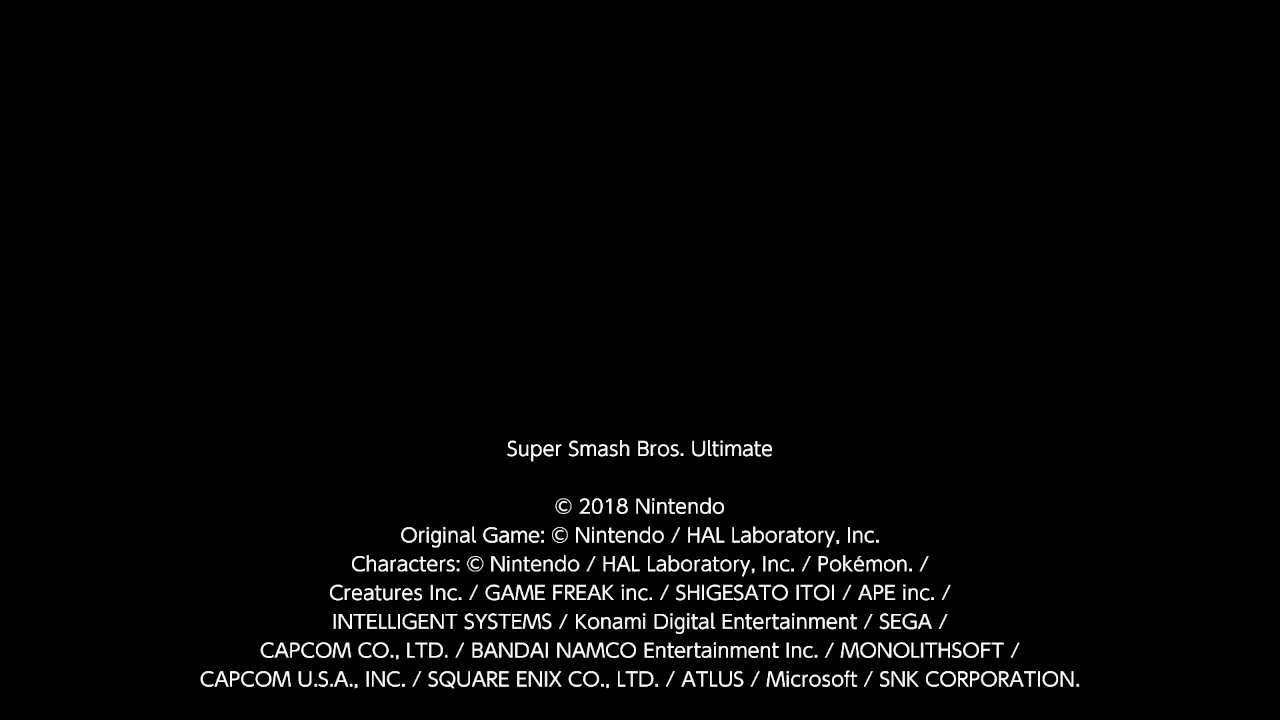 Super Smash Bros. Ultimate
© 2018 Nintendo
Original Game: © Nintendo / HAL Laboratory, Inc.
Characters: © Nintendo / HAL Laboratory, Inc. / Pokémon. /
Creatures Inc. / GAME FREAK inc. / SHIGESATO ITOI / APE inc. /
INTELLIGENT SYSTEMS / Konami Digital Entertainment / SEGA /
CAPCOM CO., LTD. / BANDAI NAMCO Entertainment Inc. / MONOLITHSOFT /
CAPCOM U.S.A., INC. / SQUARE ENIX CO., LTD. / ATLUS / Microsoft / SNK CORPORATION.